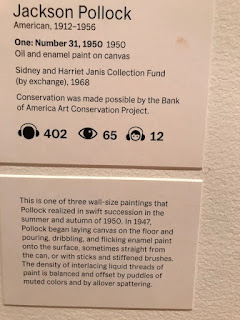 Jackson Pollock
American, 1912–1956
One: Number 31, 1950 1950
Oil and enamel paint on canvas
Sidney and Harriet Janis Collection Fund
(by exchange), 1968
Conservation was made possible by the Bank
of America Art Conservation Project.
402 65 12
This is one of three wall-size paintings that
Pollock realized in swift succession in the
summer and autumn of 1950. In 1947,
Pollock began laying canvas on the floor and
pouring, dribbling, and flicking enamel paint
onto the surface, sometimes straight from
the can, or with sticks and stiffened brushes.
The density of interlacing liquid threads of
paint is balanced and offset by puddles of
muted colors and by allover spattering.